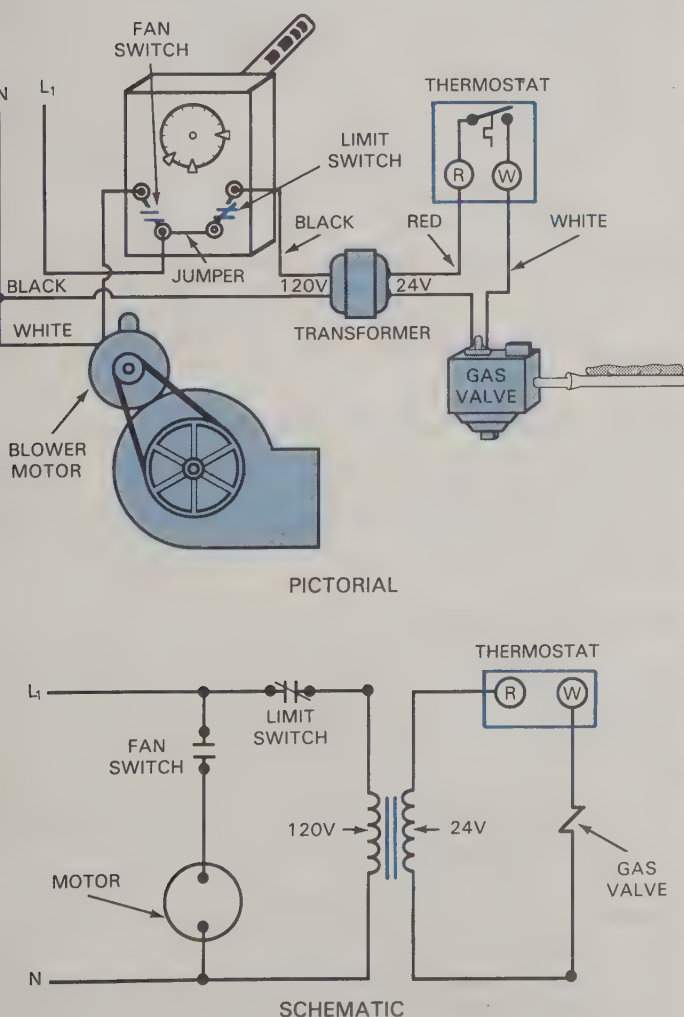 FAN
SWITCH
N
L₁
THERMOSTAT
LIMIT
SWITCH
R
W
BLACK
RED
WHITE
JUMPER
120V
24V
BLACK
TRANSFORMER
WHITE
GAS
VALVE
BLOWER
MOTOR
PICTORIAL
THERMOSTAT
L₁
R
W
LIMIT
SWITCH
FAN
SWITCH
120V
24V
MOTOR
GAS
VALVE
N
SCHEMATIC